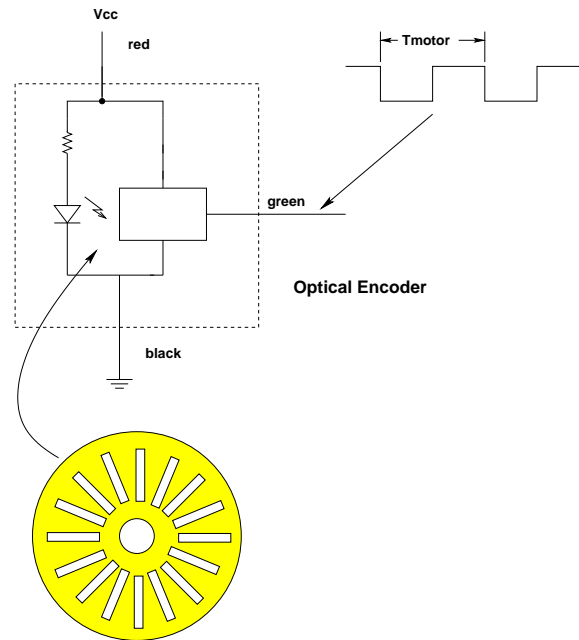 Vcc
red
Tmotor
green
Optical Encoder
black